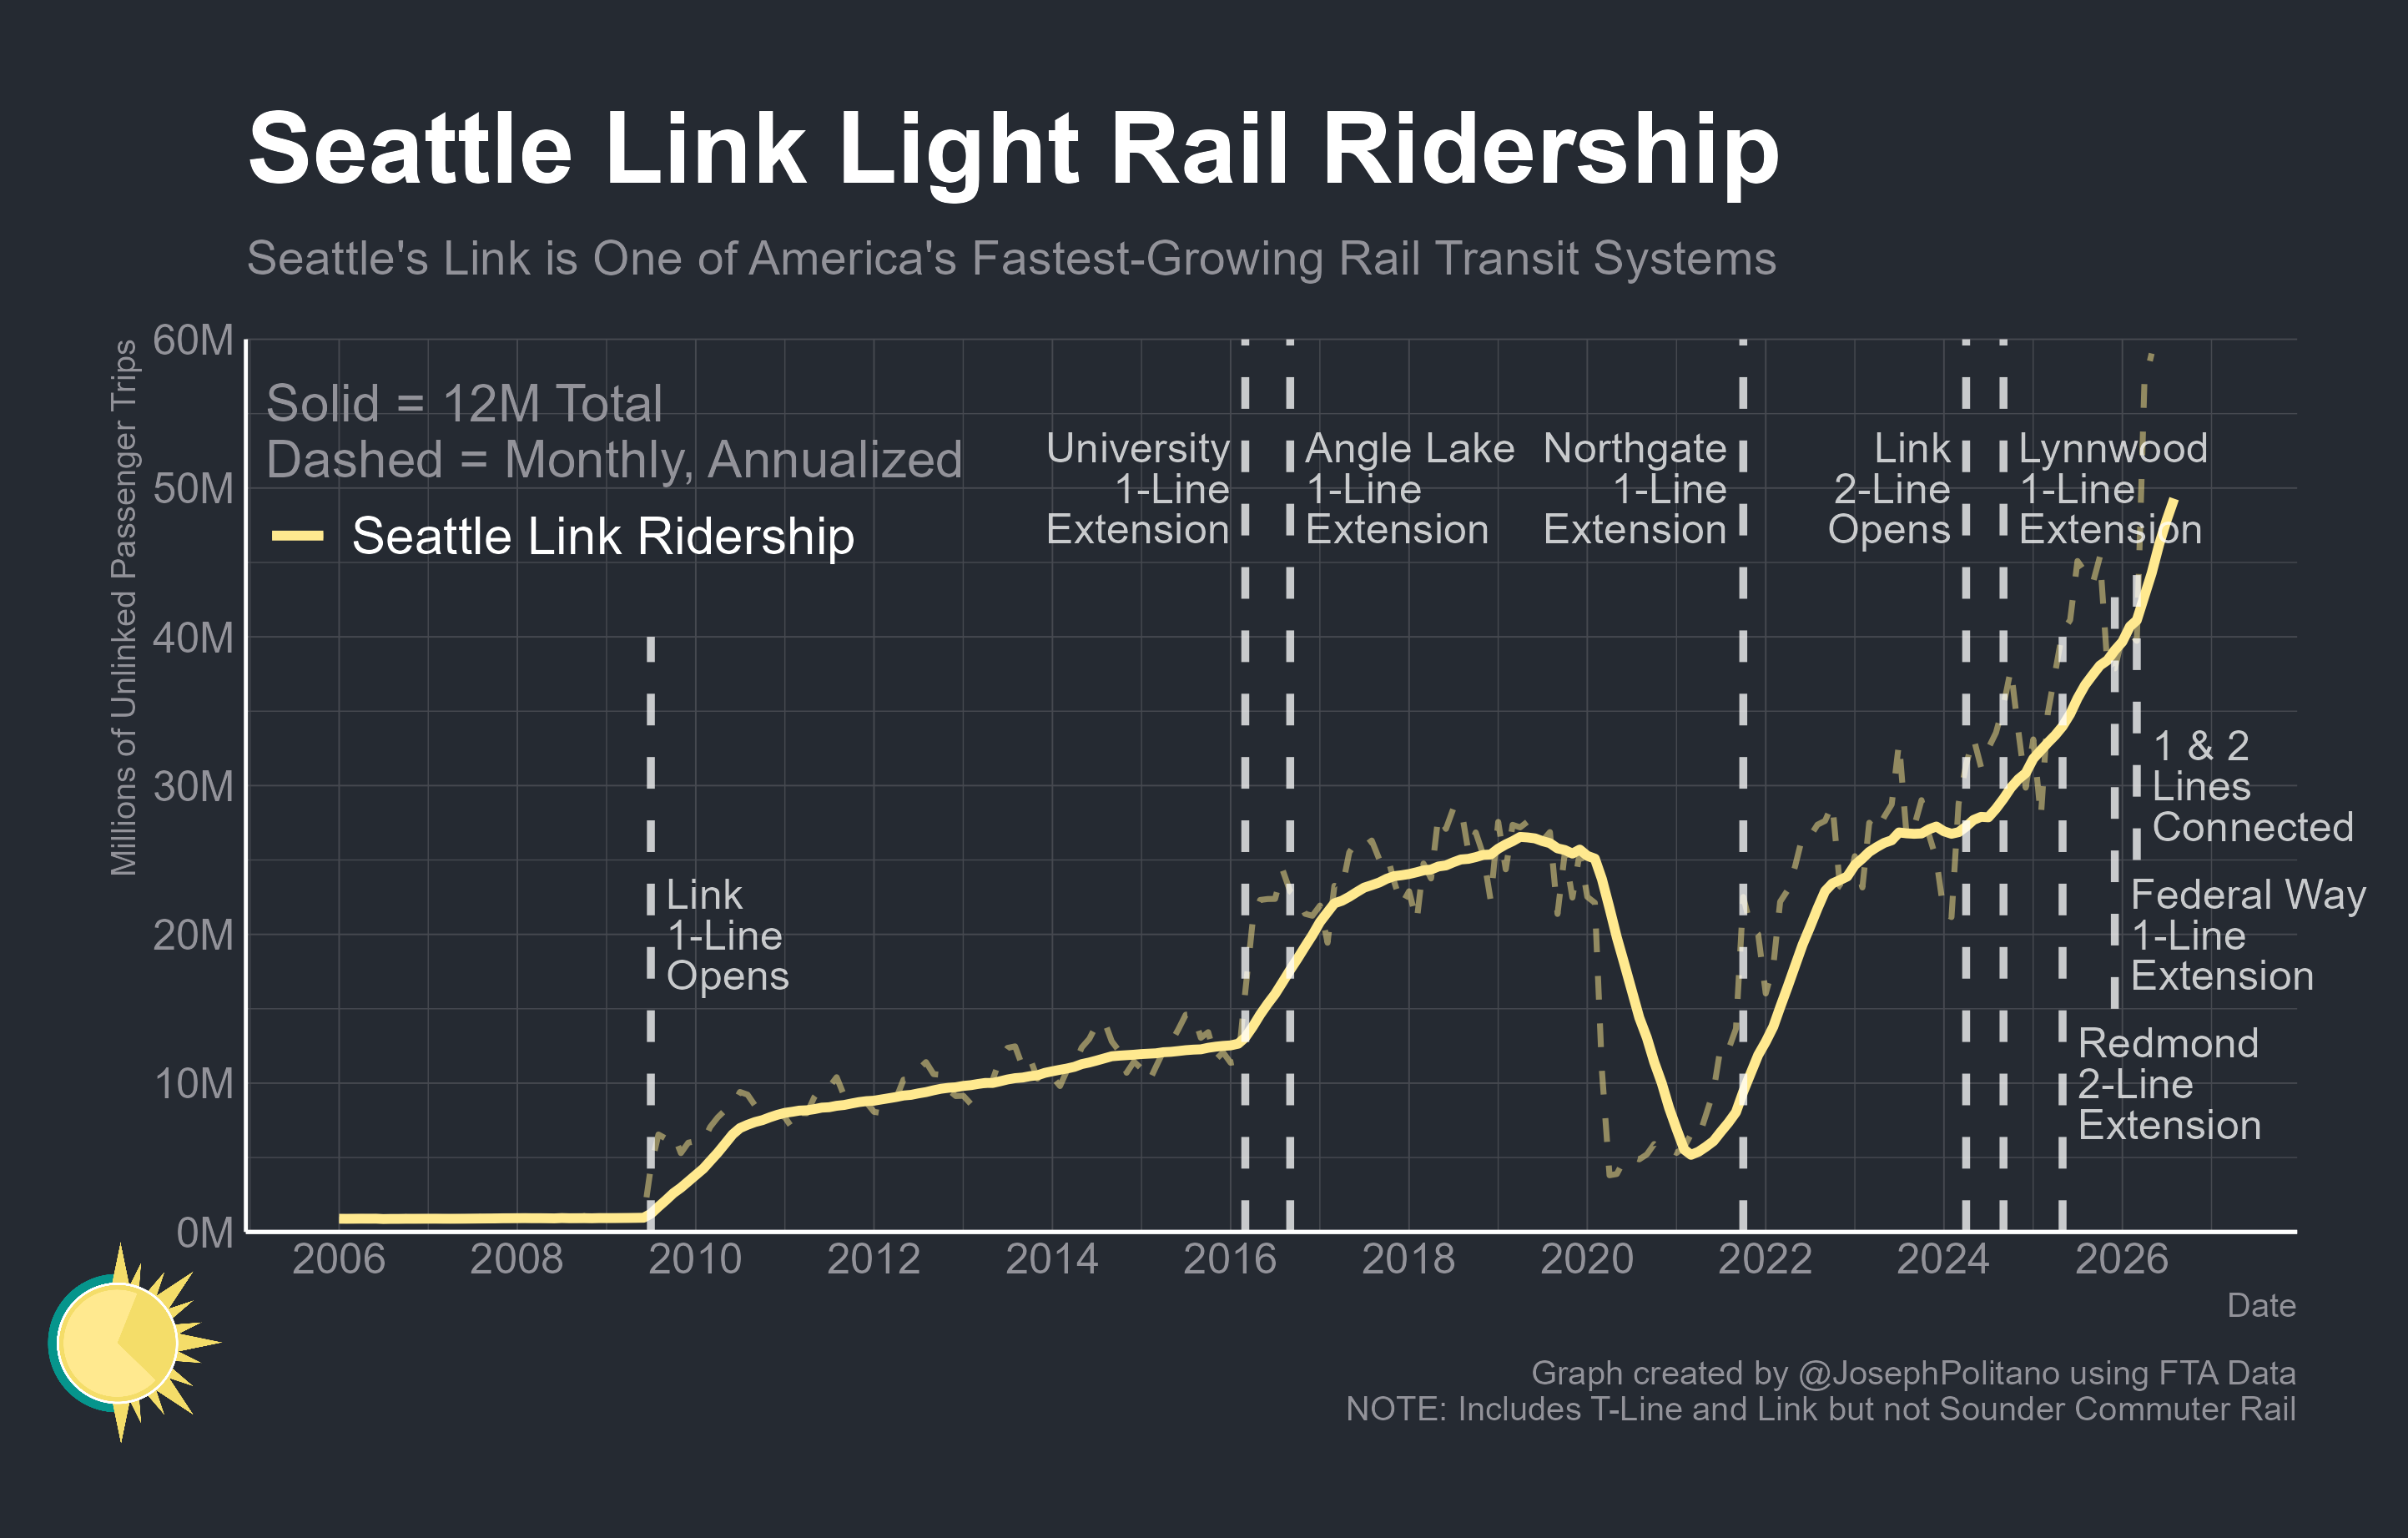 Seattle Link Light Rail Ridership
Seattle's Link is One of America's Fastest-Growing Rail Transit Systems
Millions of Unlinked Passenger Trips
60M
50M
40M
30M
20M
10M
0M
Solid = 12M Total
Dashed = Monthly, Annualized
Seattle Link Ridership
Link
1-Line
Opens
University
1-Line
Extension
Angle Lake
1-Line
Extension
Northgate
1-Line
Extension
Link
2-Line
Opens
Lynnwood
1-Line
Extension
1 & 2
Lines
Connected
Federal Way
1-Line
Extension
Redmond
2-Line
Extension
2006
2008
2010
2012
2014
2016
2018
2020
2022
2024
2026
Date
Graph created by @JosephPolitano using FTA Data
NOTE: Includes T-Line and Link but not Sounder Commuter Rail